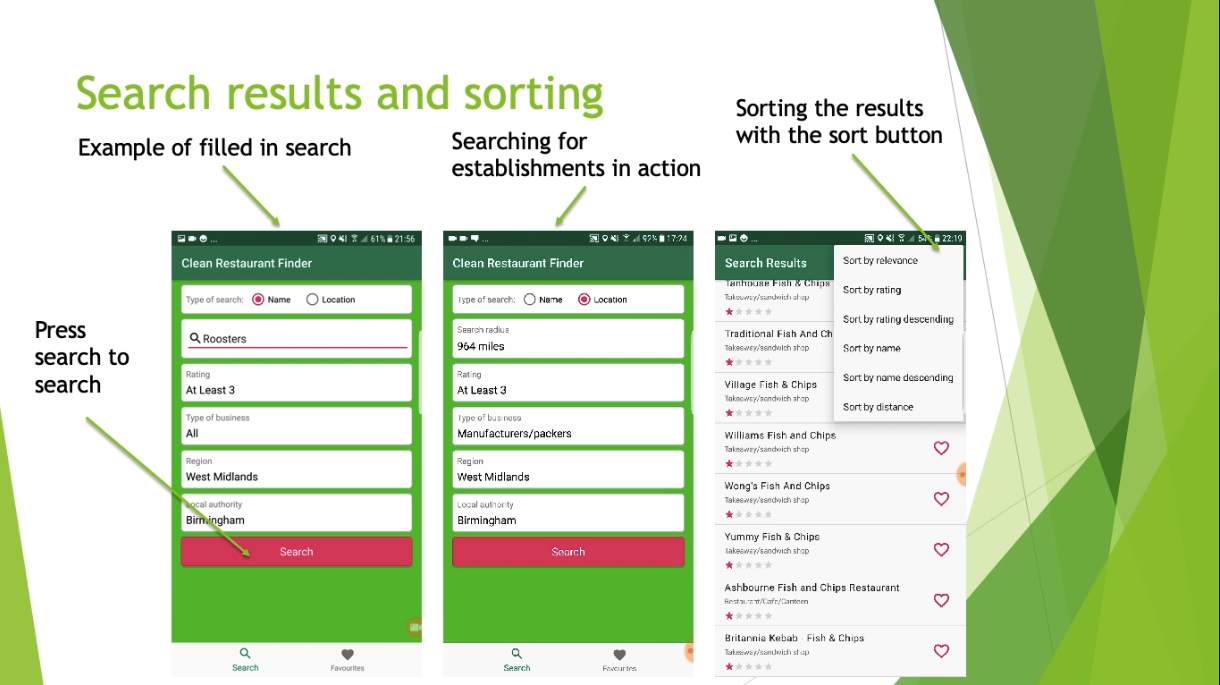 Search results and sorting
Example of filled in search
Searching for
establishments in action
Sorting the results
with the sort button
Press
search to
search
... 61% 21:56
Clean Restaurant Finder
Type of search: Name Location
Roosters
Rating
At Least 3
Type of business
All
Region
West Midlands
Local authority
Birmingham
Search
Search Favourites
... 92% 17:24
Clean Restaurant Finder
Type of search: Name Location
Search radius
964 miles
Rating
At Least 3
Type of business
Manufacturers/packers
Region
West Midlands
Local authority
Birmingham
Search
Search Favourites
... 54% 22:19
Search Results
Sort by relevance
Sort by rating
Sort by rating descending
Sort by name
Sort by name descending
Sort by distance
Tanhouse Fish & Chips
Takeaway/sandwich shop
Traditional Fish And Ch
Takeaway/sandwich shop
Village Fish & Chips
Takeaway/sandwich shop
Williams Fish and Chips
Takeaway/sandwich shop
Wong's Fish And Chips
Takeaway/sandwich shop
Yummy Fish & Chips
Takeaway/sandwich shop
Ashbourne Fish and Chips Restaurant
Restaurant/Cafe/Canteen
Britannia Kebab - Fish & Chips
Takeaway/sandwich shop